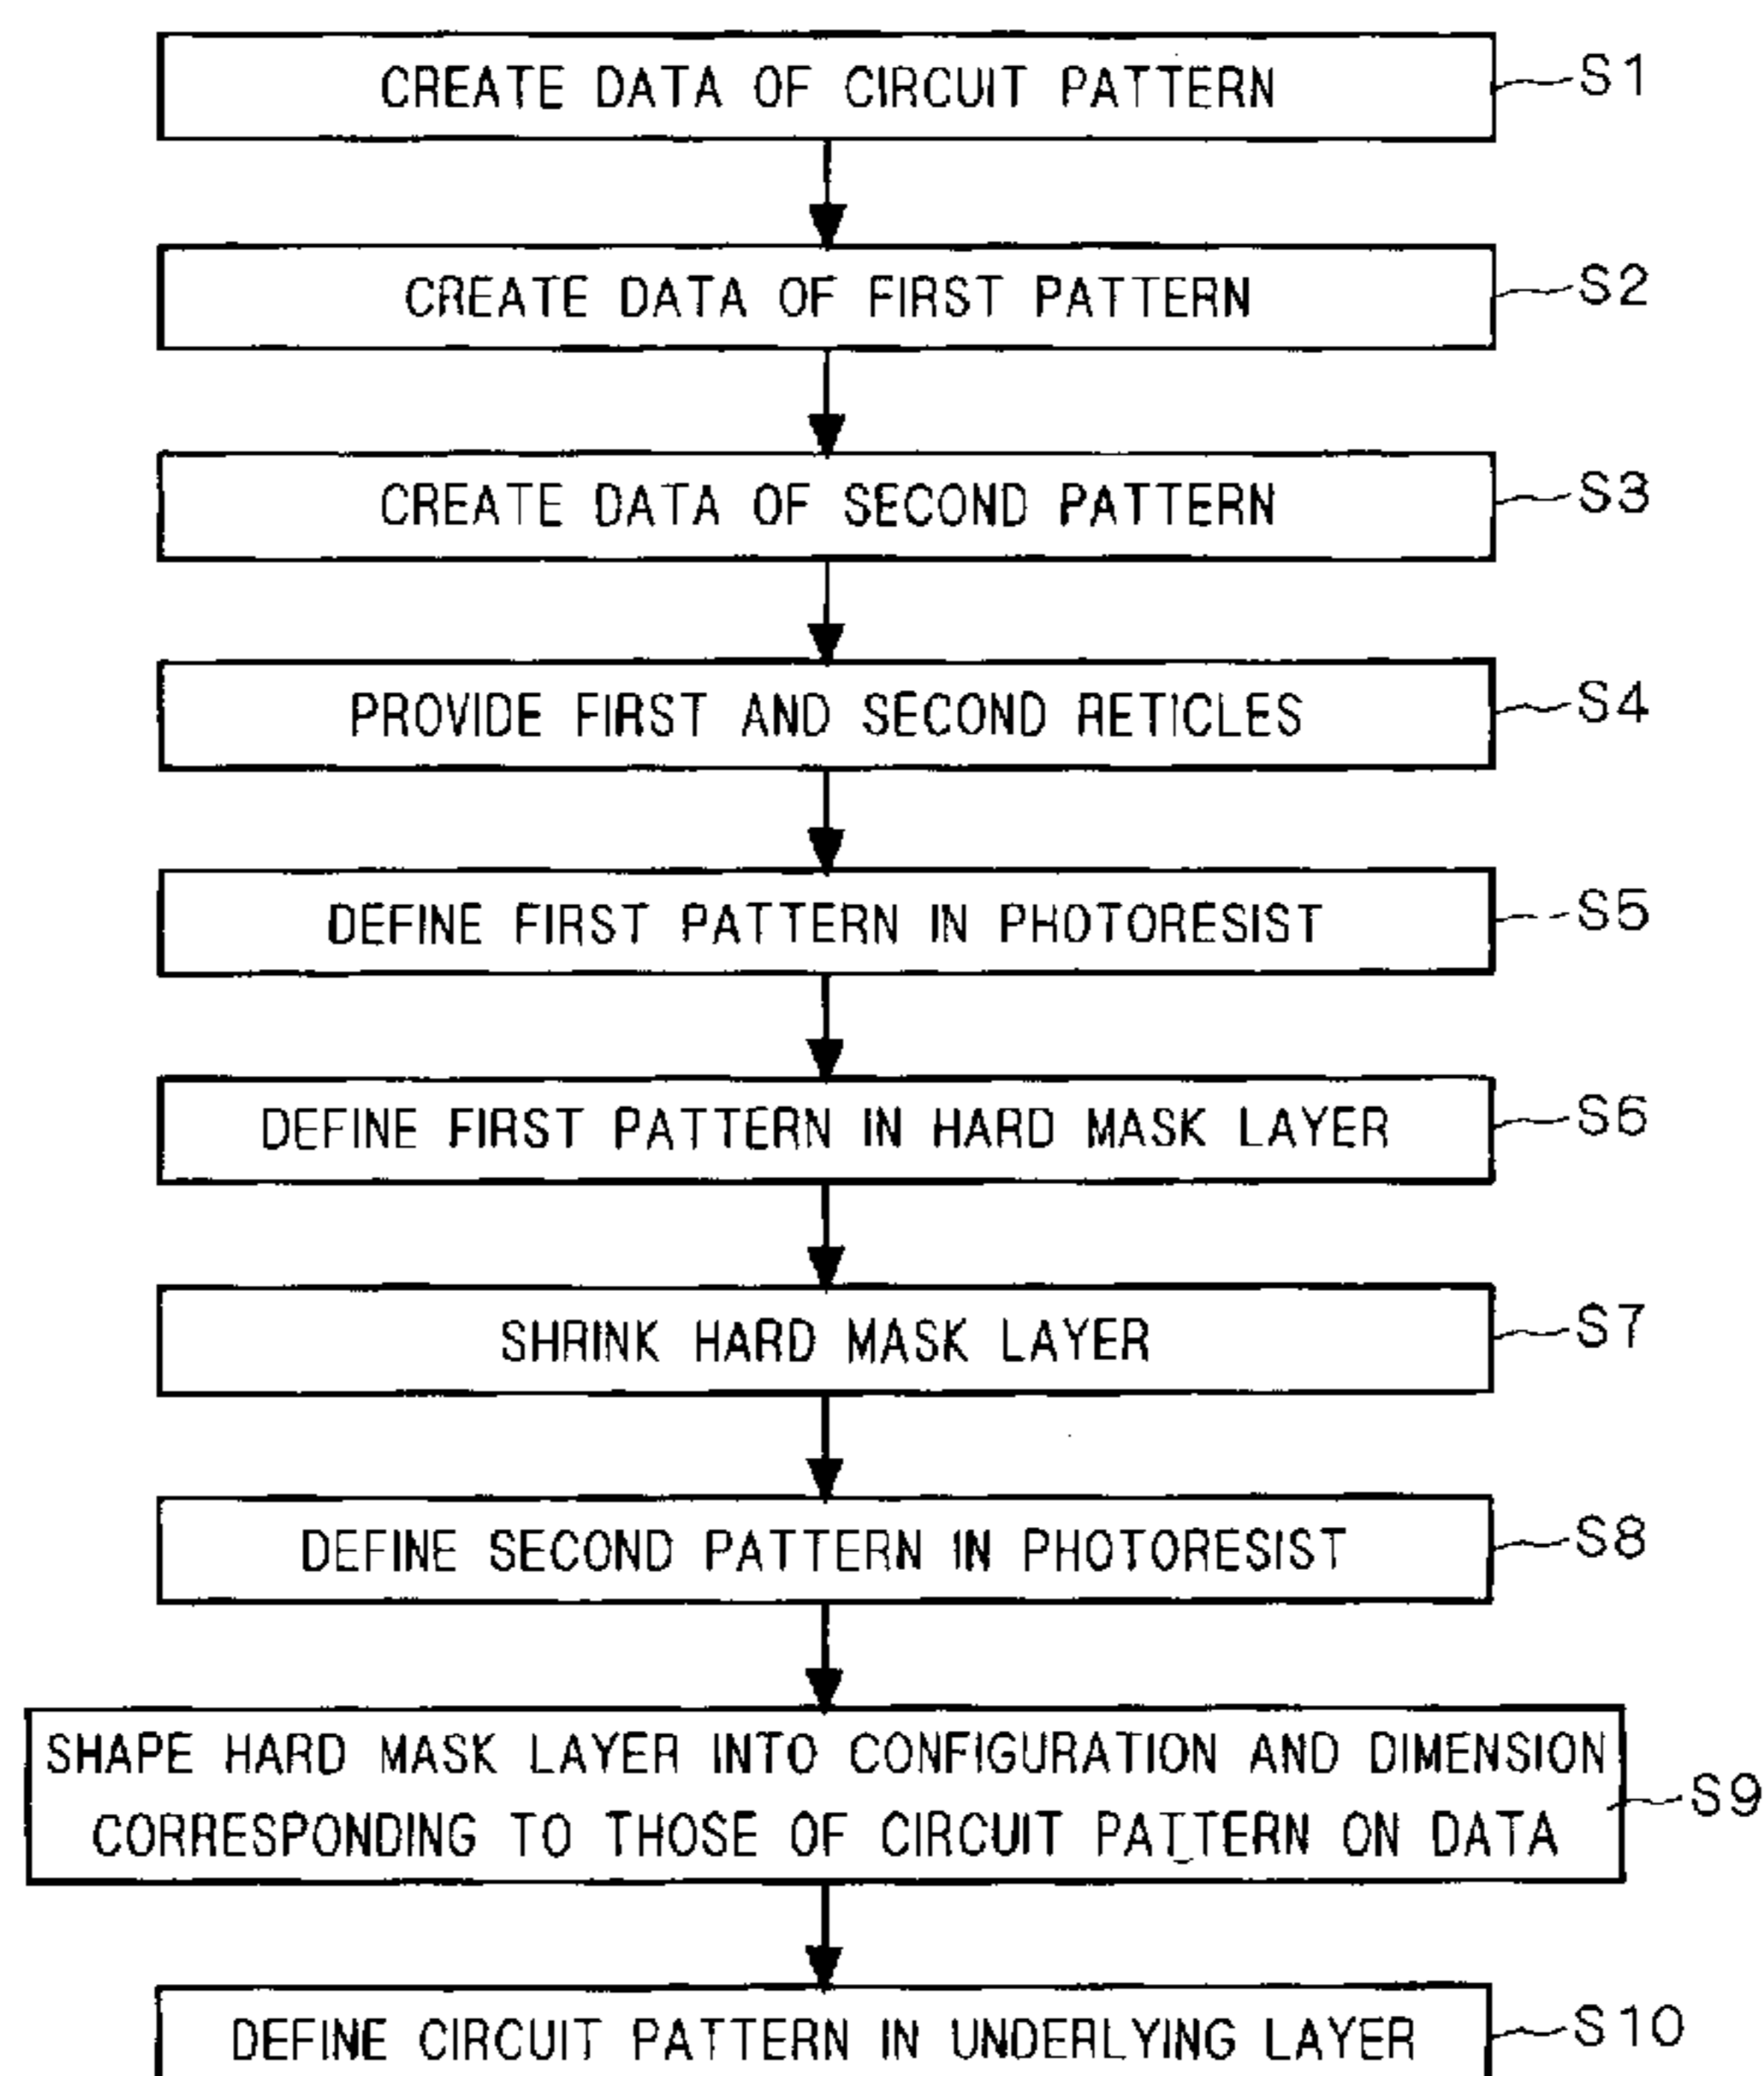 CREATE DATA OF CIRCUIT PATTERN S1
CREATE DATA OF FIRST PATTERN S2
CREATE DATA OF SECOND PATTERN S3
PROVIDE FIRST AND SECOND RETICLES S4
DEFINE FIRST PATTERN IN PHOTORESIST S5
DEFINE FIRST PATTERN IN HARD MASK LAYER S6
SHRINK HARD MASK LAYER S7
DEFINE SECOND PATTERN IN PHOTORESIST S8
SHAPE HARD MASK LAYER INTO CONFIGURATION AND DIMENSION
CORRESPONDING TO THOSE OF CIRCUIT PATTERN ON DATA S9
DEFINE CIRCUIT PATTERN IN UNDERLYING LAYER S10